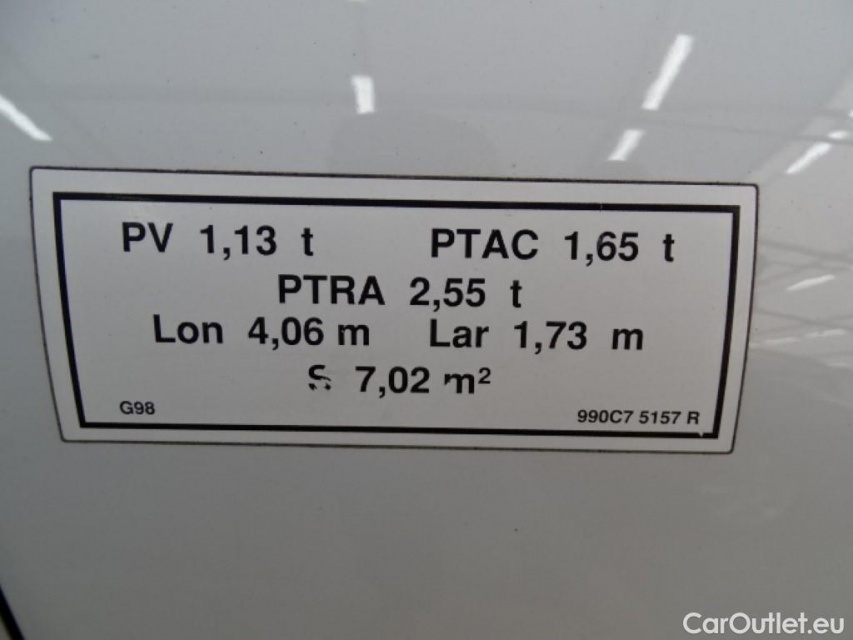 PV 1,13 t PTAC 1,65 t
PTRA 2,55 t
Lon 4,06 m Lar 1,73 m
S 7,02 m²
G98 990C7 5157 R
CarOutlet.eu